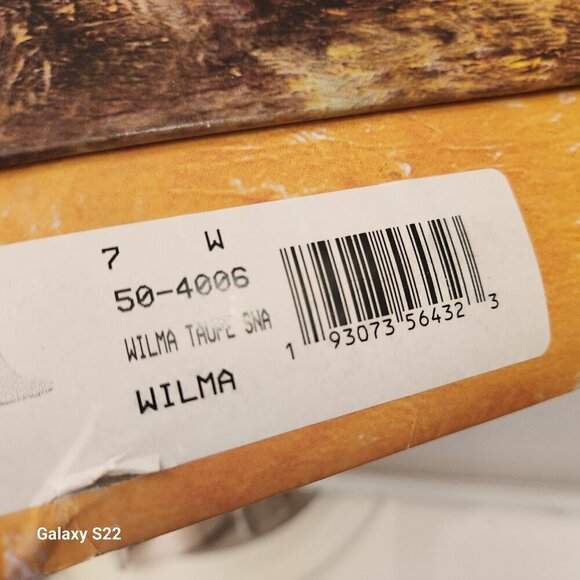 7 W
50-4006
WILMA TAUPE SNA
WILMA
1 93073 56432 3
Galaxy S22